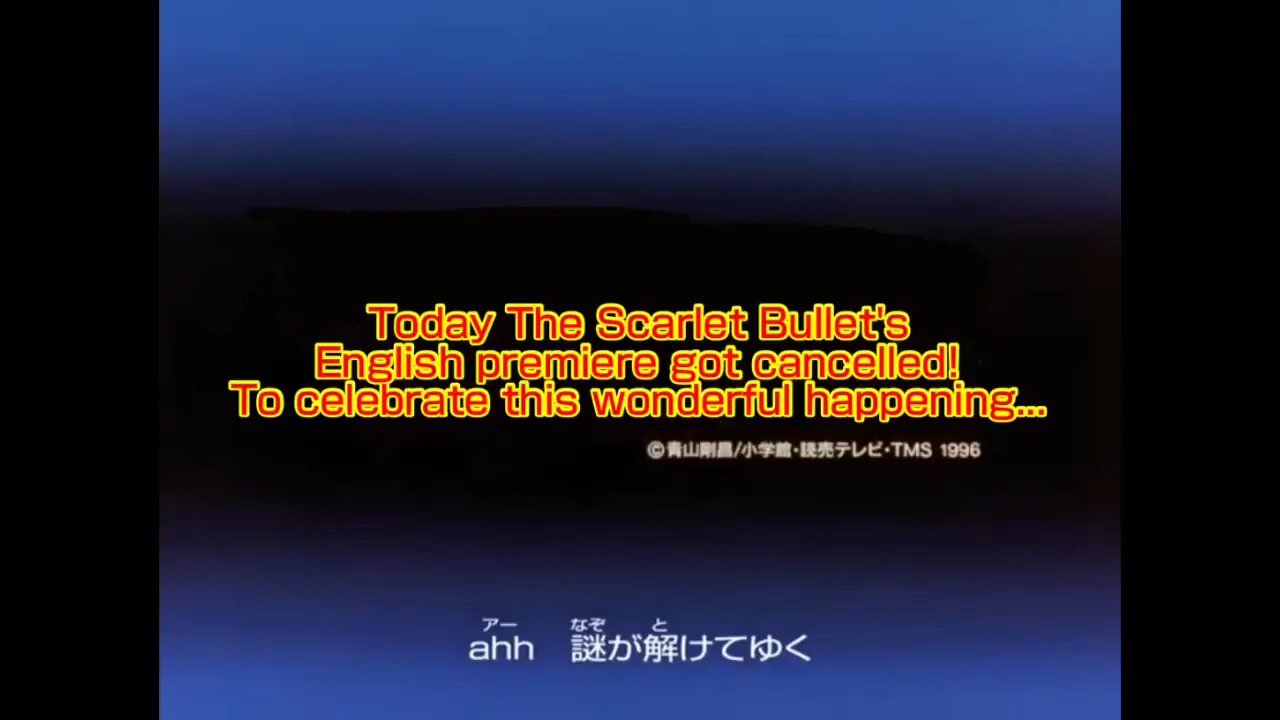 Today The Scarlet Bullet's
English premiere got cancelled!
To celebrate this wonderful happening...
©青山剛昌/小学館・読売テレビ・TMS 1996
アー なぞ と
ahh 謎が解けてゆく